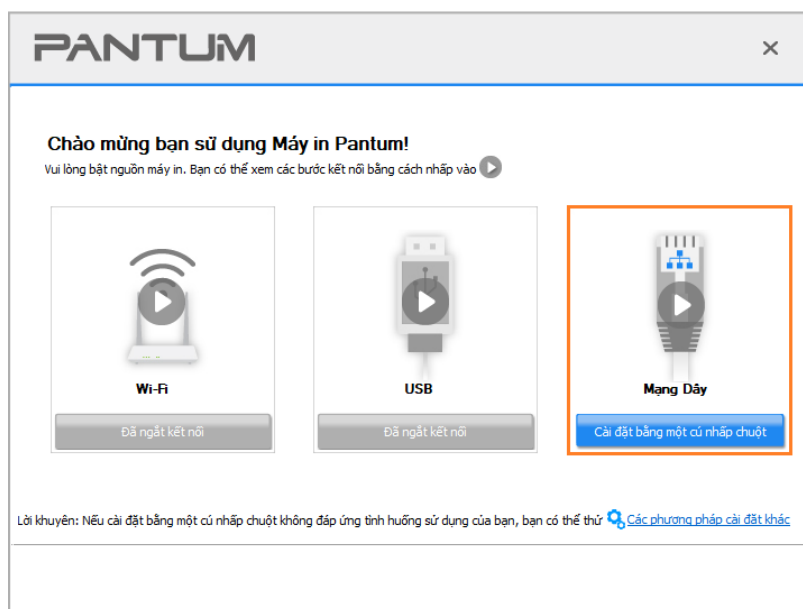 PANTUM
Chào mừng bạn sử dụng Máy in Pantum!
Vui lòng bật nguồn máy in. Bạn có thể xem các bước kết nối bằng cách nhấp vào
Wi-Fi
USB
Mạng Dây
Đã ngắt kết nối
Đã ngắt kết nối
Cài đặt bằng một cú nhấp chuột
Lời khuyên: Nếu cài đặt bằng một cú nhấp chuột không đáp ứng tình huống sử dụng của bạn, bạn có thể thử Các phương pháp cài đặt khác